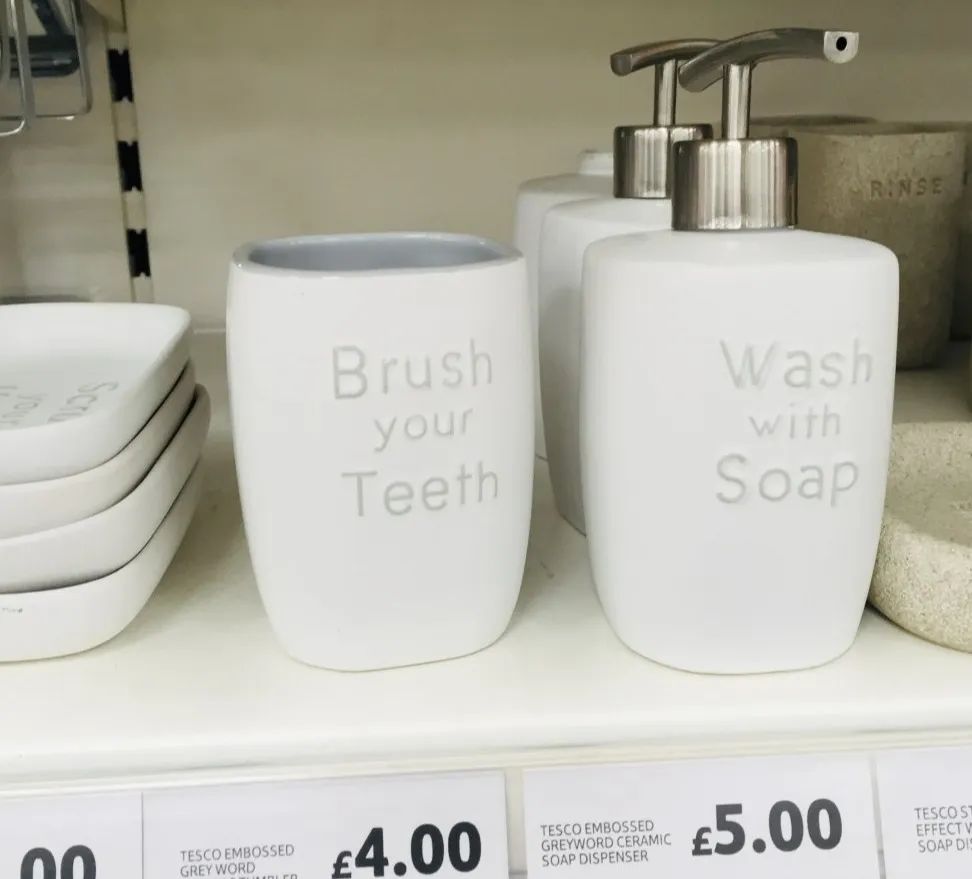 RINSE
Brush
your
Teeth
Wash
with
Soap
00
TESCO EMBOSSED
GREY WORD
TUMBLER
£4.00
TESCO EMBOSSED
GREYWORD CERAMIC
SOAP DISPENSER
£5.00
TESCO
EFFECT